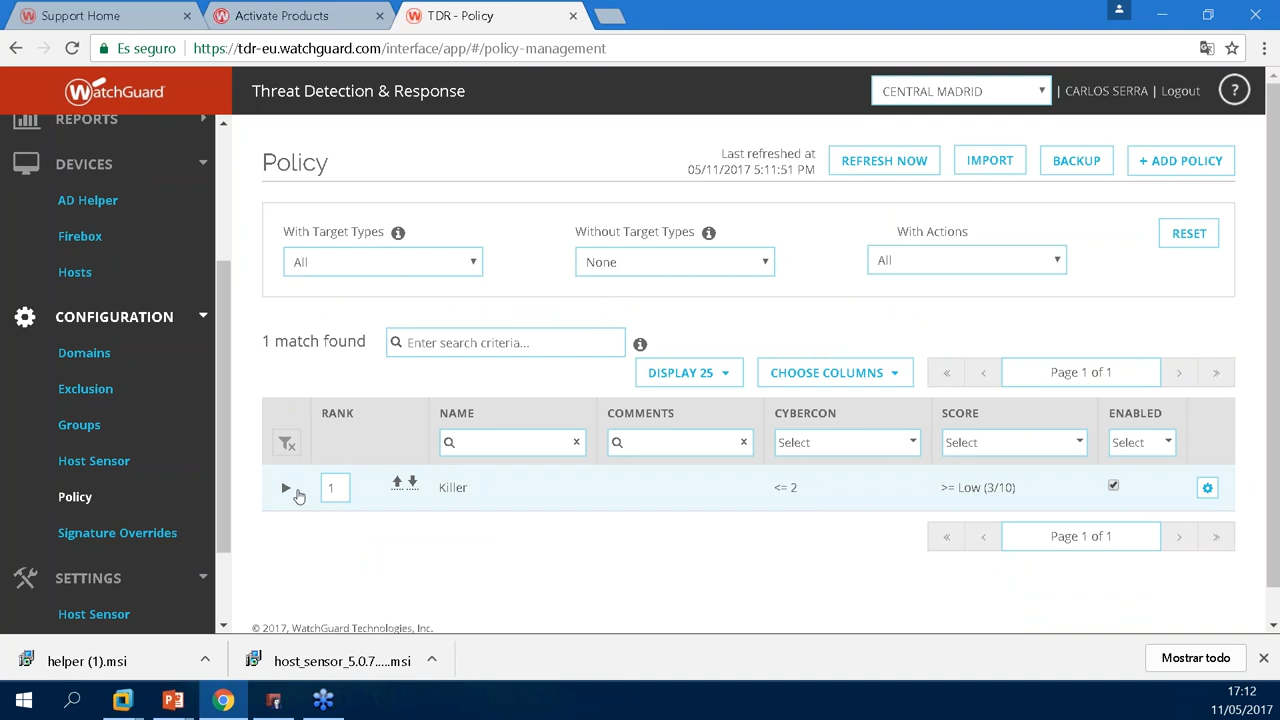 Support Home
Activate Products
TDR - Policy
Es seguro
https://tdr-eu.watchguard.com/interface/app/#/policy-management
WatchGuard
Threat Detection & Response
CENTRAL MADRID
| CARLOS SERRA | Logout
?
REPORTS
DEVICES
AD Helper
Firebox
Hosts
CONFIGURATION
Domains
Exclusion
Groups
Host Sensor
Policy
Signature Overrides
SETTINGS
Host Sensor
Policy
Last refreshed at
05/11/2017 5:11:51 PM
REFRESH NOW
IMPORT
BACKUP
+ ADD POLICY
With Target Types
Without Target Types
With Actions
RESET
All
None
All
1 match found
Enter search criteria...
DISPLAY 25
CHOOSE COLUMNS
« ‹ Page 1 of 1 › »
RANK NAME COMMENTS CYBERCON SCORE ENABLED
× × Select Select Select
1 Killer <= 2 >= Low (3/10)
« ‹ Page 1 of 1 › »
© 2017, WatchGuard Technologies, Inc.
helper (1).msi
host_sensor_5.0.7.....msi
Mostrar todo
17:12
11/05/2017